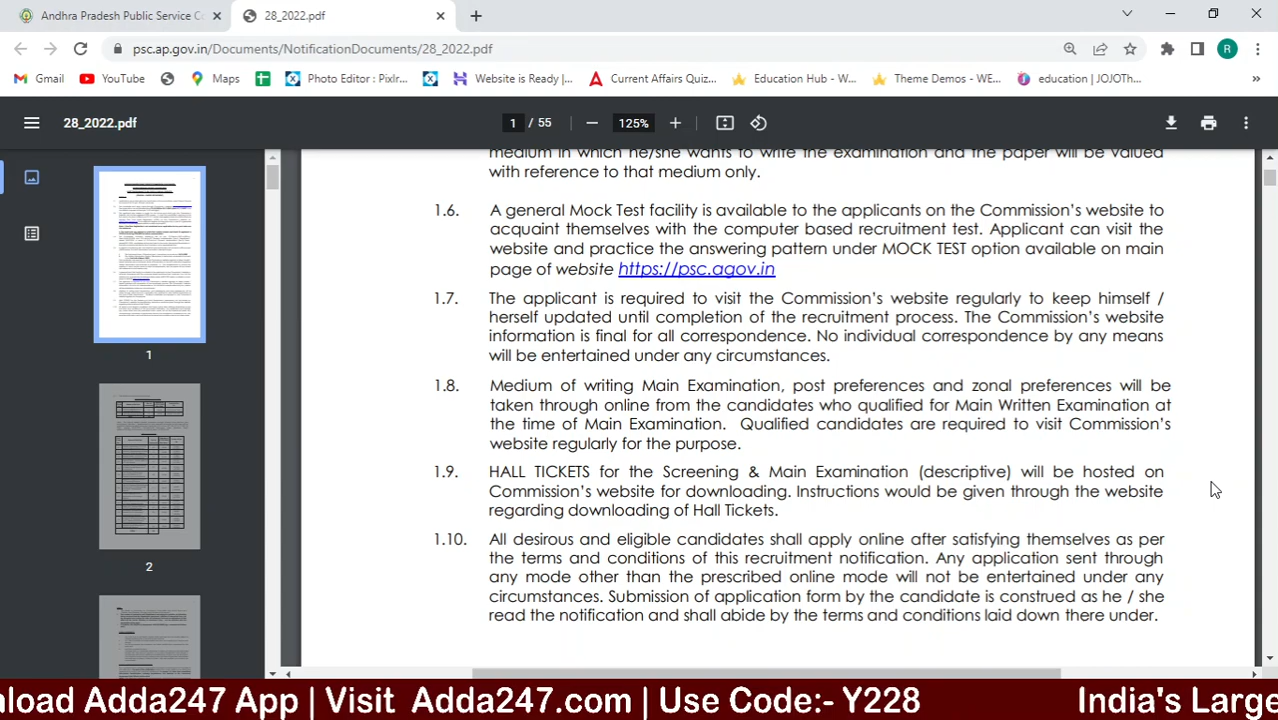 Andhra Pradesh Public Service C
28_2022.pdf
psc.ap.gov.in/Documents/NotificationDocuments/28_2022.pdf
R
Gmail
YouTube
Maps
Photo Editor : Pixlr...
Website is Ready |...
Current Affairs Quiz...
Education Hub - W...
Theme Demos - WE...
education | JOJOTh...
»
28_2022.pdf
1 / 55
125%
medium in which he/she wants to write the examination and the paper will be valued
with reference to that medium only.
1.6. A general Mock Test facility is available to the applicants on the Commission's website to
acquaint themselves with the computer based recruitment test. Applicant can visit the
website and practice the answering pattern under MOCK TEST option available on main
page of website https://psc.ap.gov.in
1.7. The applicant is required to visit the Commission's website regularly to keep himself /
herself updated until completion of the recruitment process. The Commission's website
information is final for all correspondence. No individual correspondence by any means
will be entertained under any circumstances.
1.8. Medium of writing Main Examination, post preferences and zonal preferences will be
taken through online from the candidates who qualified for Main Written Examination at
the time of Main Examination. Qualified candidates are required to visit Commission's
website regularly for the purpose.
1.9. HALL TICKETS for the Screening & Main Examination (descriptive) will be hosted on
Commission's website for downloading. Instructions would be given through the website
regarding downloading of Hall Tickets.
1.10. All desirous and eligible candidates shall apply online after satisfying themselves as per
the terms and conditions of this recruitment notification. Any application sent through
any mode other than the prescribed online mode will not be entertained under any
circumstances. Submission of application form by the candidate is construed as he / she
read the notification and shall abide by the terms and conditions laid down there under.
1
2
nload Adda247 App | Visit Adda247.com | Use Code:- Y228 India's Large